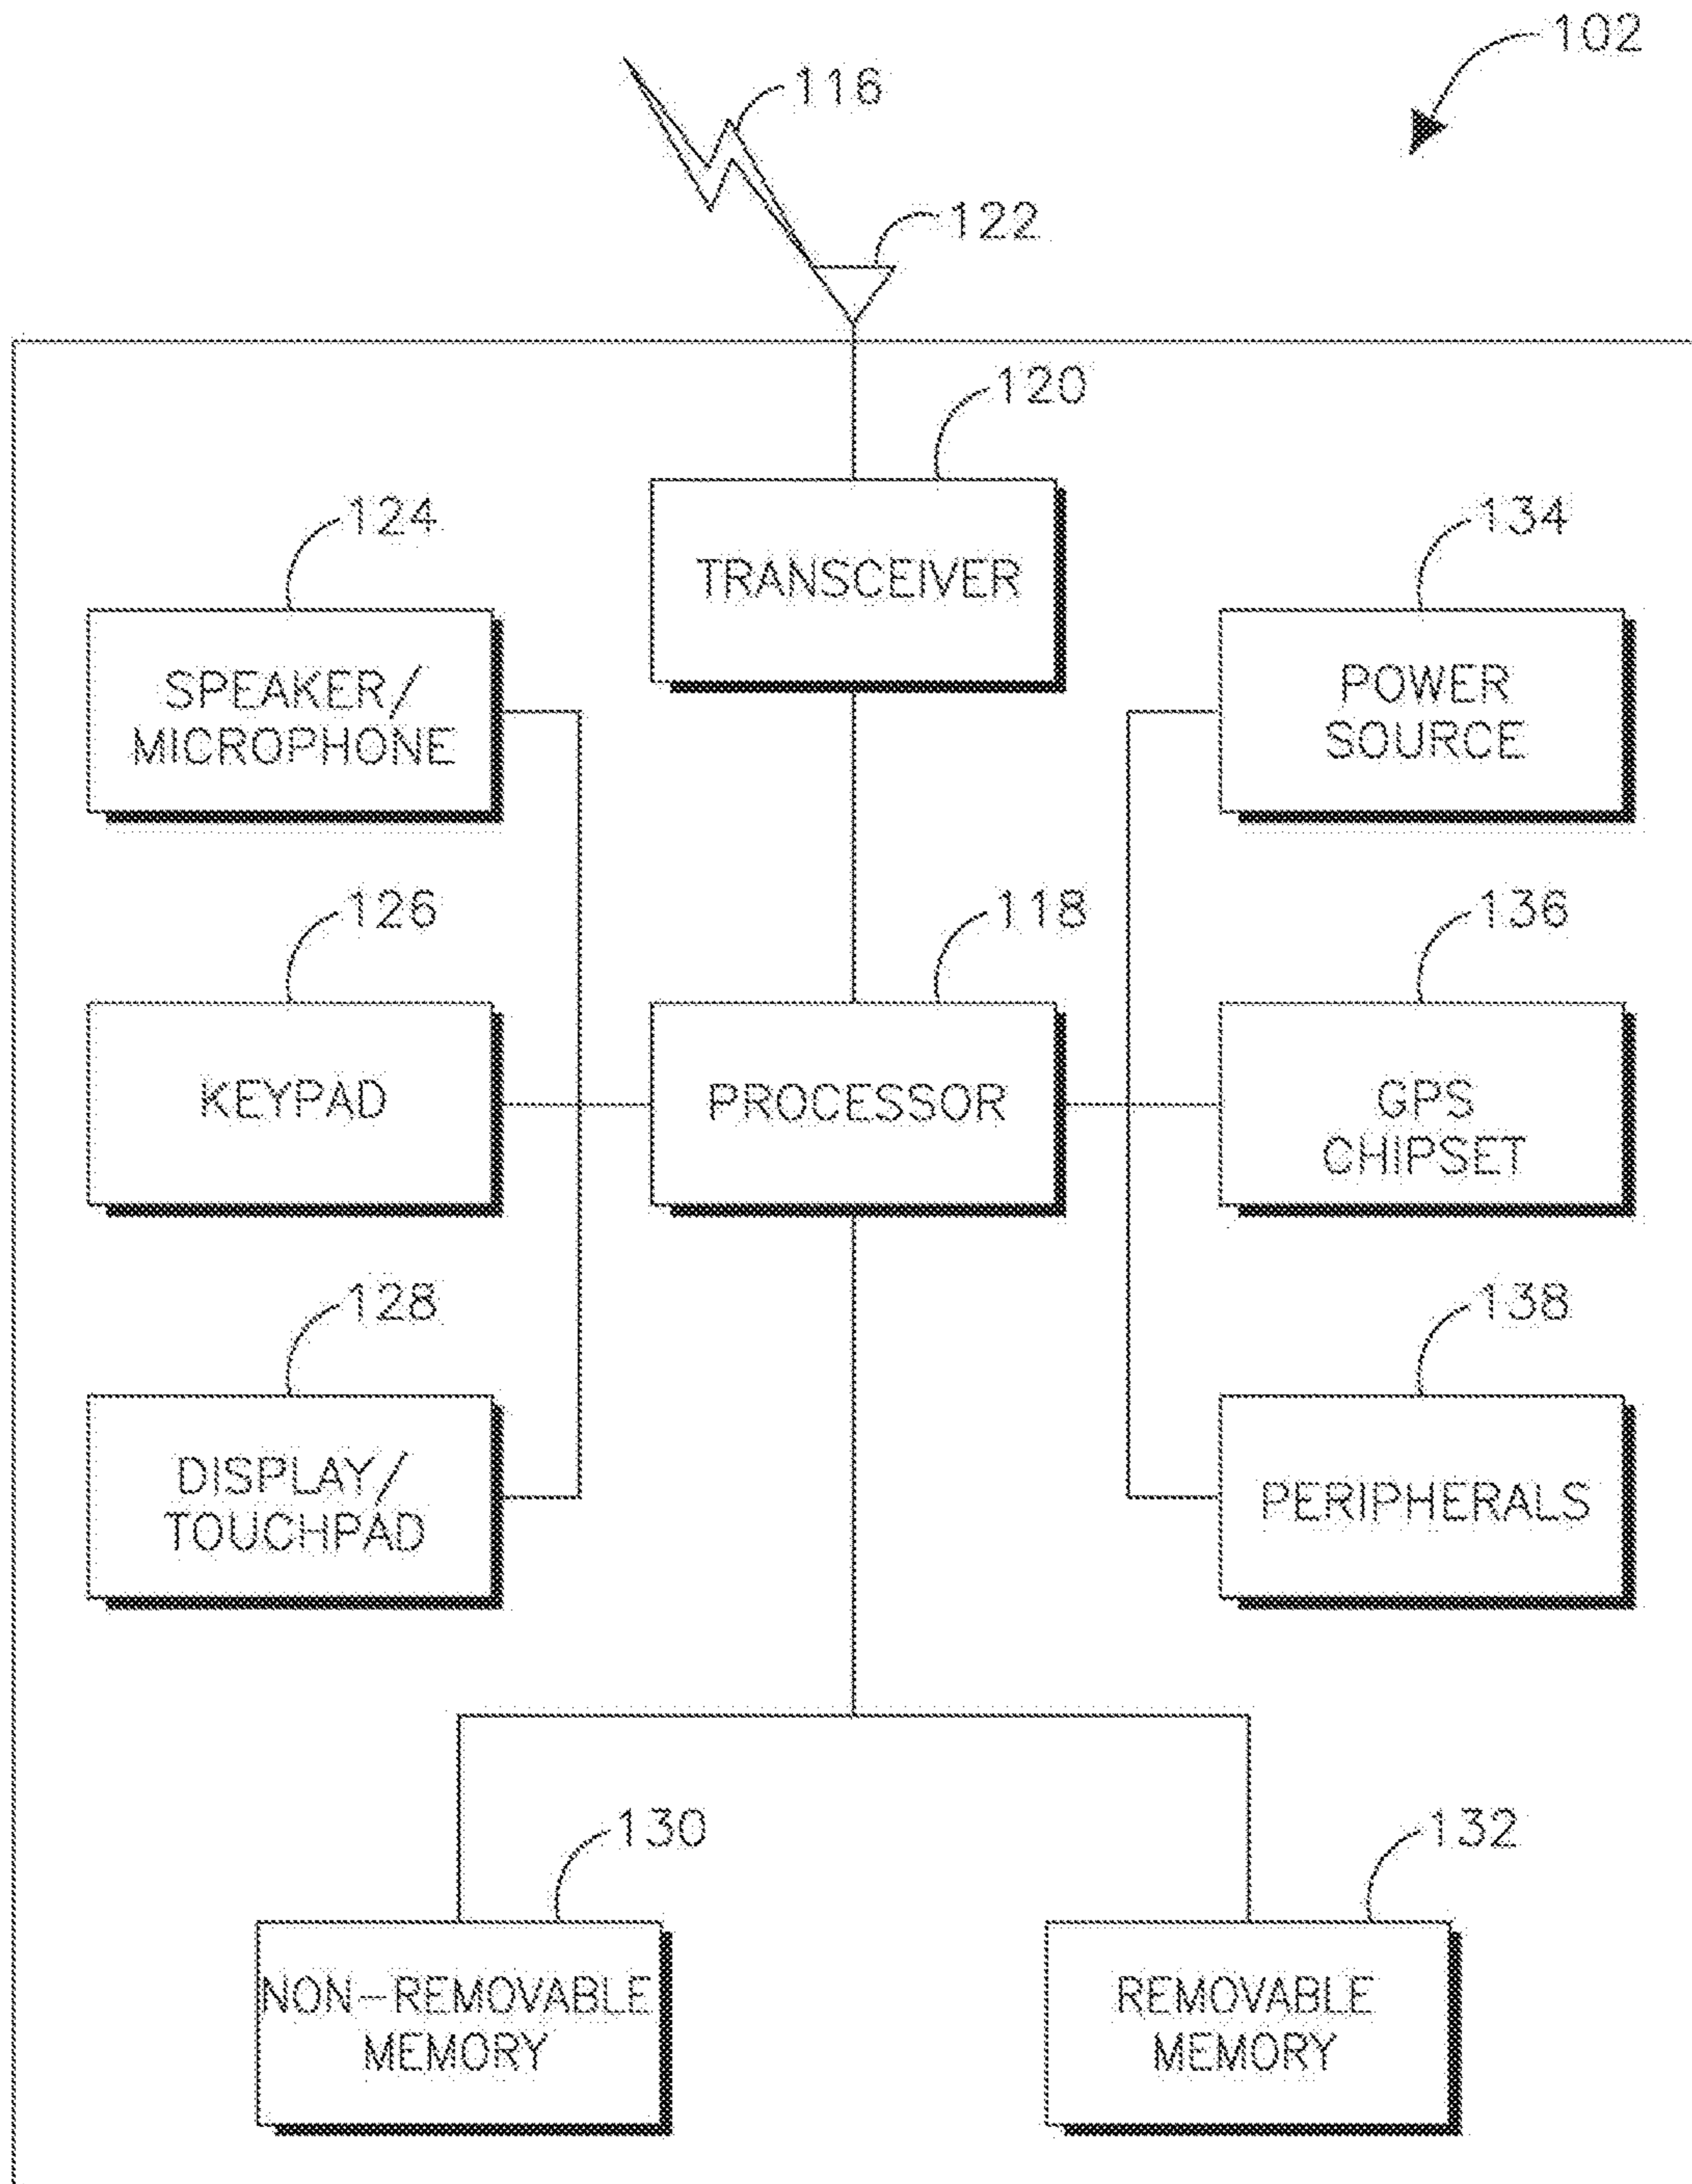 102
116
122
120
TRANSCEIVER
124
SPEAKER/
MICROPHONE
134
POWER
SOURCE
126
KEYPAD
118
PROCESSOR
136
GPS
CHIPSET
128
DISPLAY/
TOUCHPAD
138
PERIPHERALS
130
NON-REMOVABLE
MEMORY
132
REMOVABLE
MEMORY